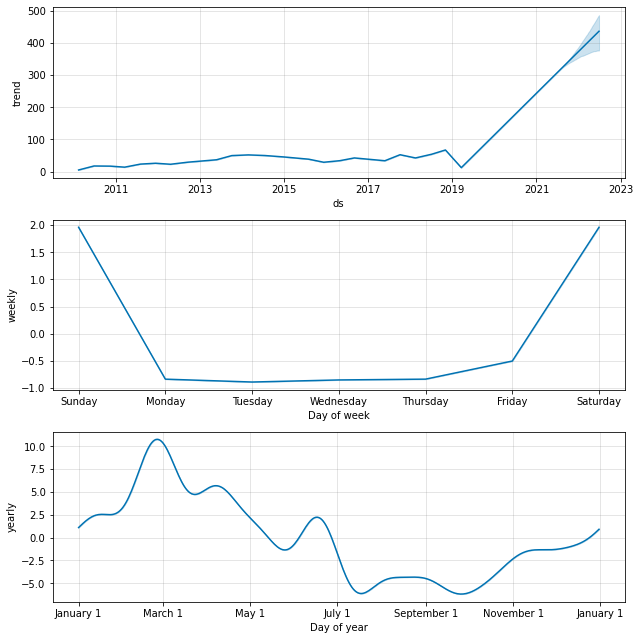 500
400
300
200
100
0
trend
2011 2013 2015 2017 2019 2021 2023
ds
2.0
1.5
1.0
0.5
0.0
−0.5
−1.0
weekly
Sunday Monday Tuesday Wednesday Thursday Friday Saturday
Day of week
10.0
7.5
5.0
2.5
0.0
−2.5
−5.0
yearly
January 1 March 1 May 1 July 1 September 1 November 1 January 1
Day of year